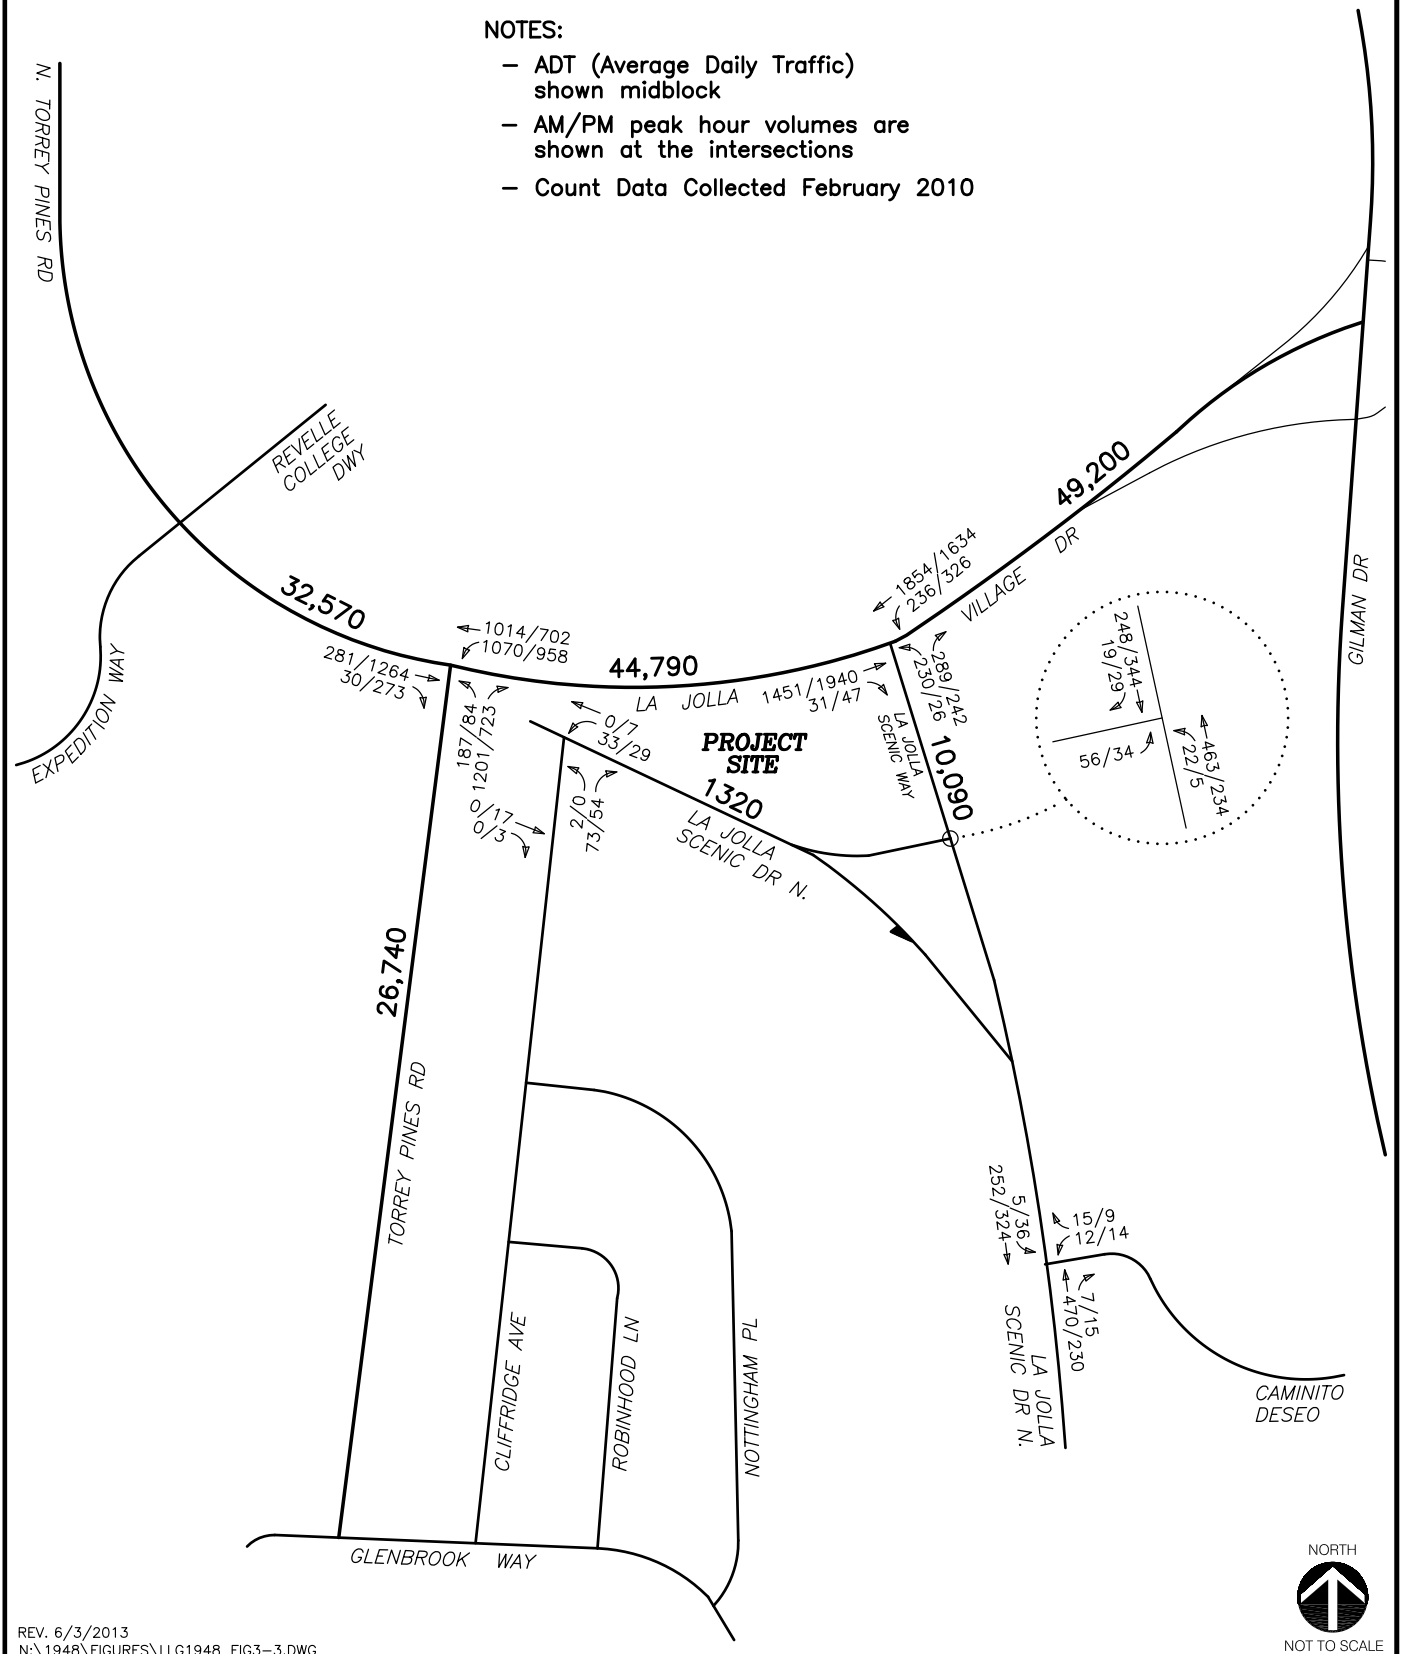 NOTES:
– ADT (Average Daily Traffic)
shown midblock
– AM/PM peak hour volumes are
shown at the intersections
– Count Data Collected February 2010
N. TORREY PINES RD
REVELLE
COLLEGE
DWY
EXPEDITION WAY
32,570
281/1264
30/273
1014/702
1070/958
187/84
1201/723
44,790
LA JOLLA
VILLAGE
DR
49,200
1854/1634
236/326
1451/1940
31/47
289/242
230/26
LA JOLLA
SCENIC WAY
10,090
PROJECT
SITE
0/7
33/29
0/17
0/3
2/0
73/54
1320
LA JOLLA
SCENIC DR N.
248/344
19/29
56/34
463/234
22/5
GILMAN DR
26,740
TORREY PINES RD
CLIFFRIDGE AVE
ROBINHOOD LN
NOTTINGHAM PL
GLENBROOK WAY
5/36
252/324
15/9
12/14
7/15
470/230
LA JOLLA
SCENIC DR N.
CAMINITO
DESEO
NORTH
NOT TO SCALE
REV. 6/3/2013
N:\1948\FIGURES\LLG1948 FIG3-3.DWG